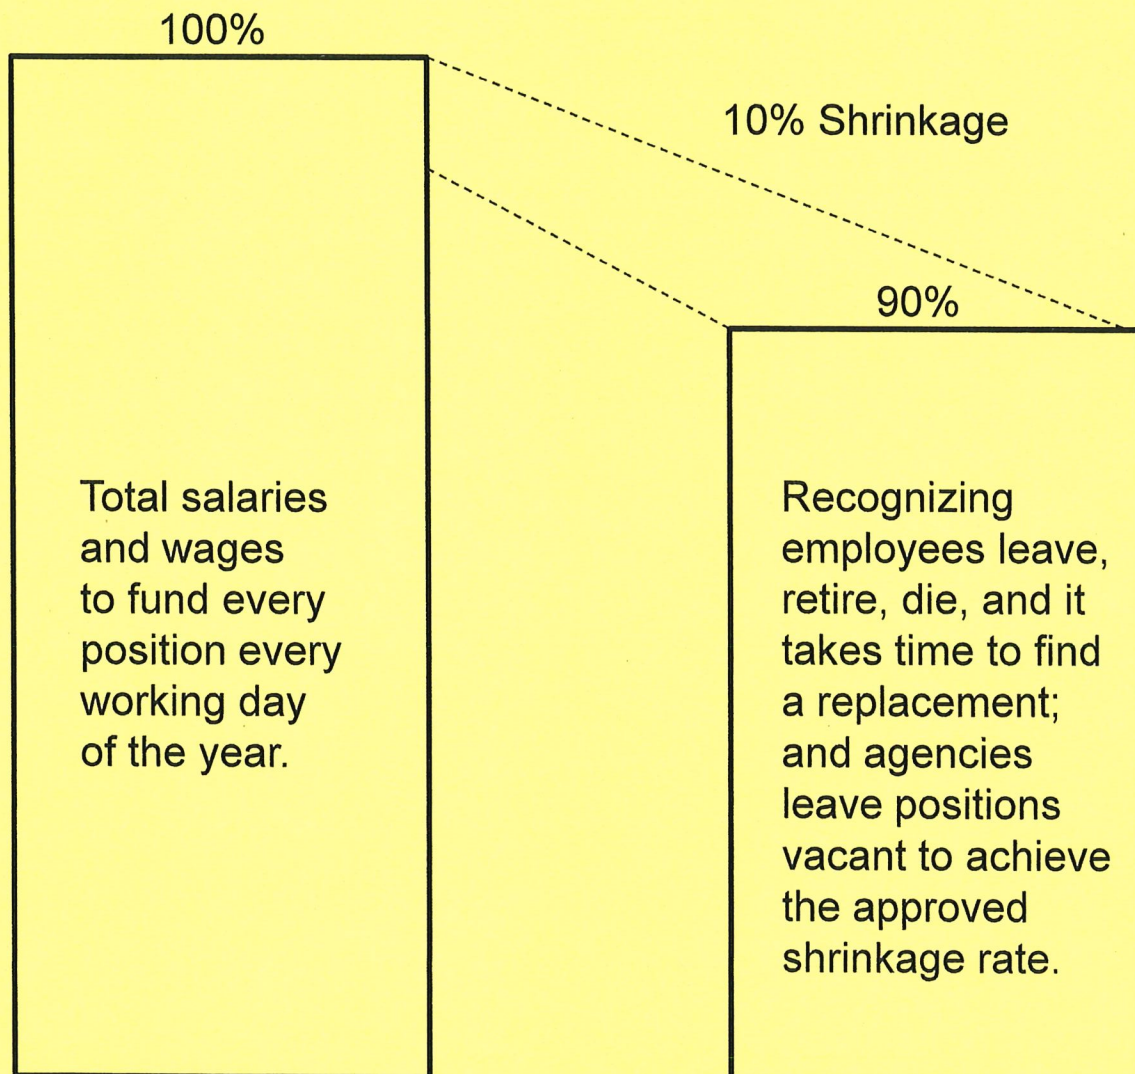 100%
10% Shrinkage
90%
Total salaries
and wages
to fund every
position every
working day
of the year.
Recognizing
employees leave,
retire, die, and it
takes time to find
a replacement;
and agencies
leave positions
vacant to achieve
the approved
shrinkage rate.